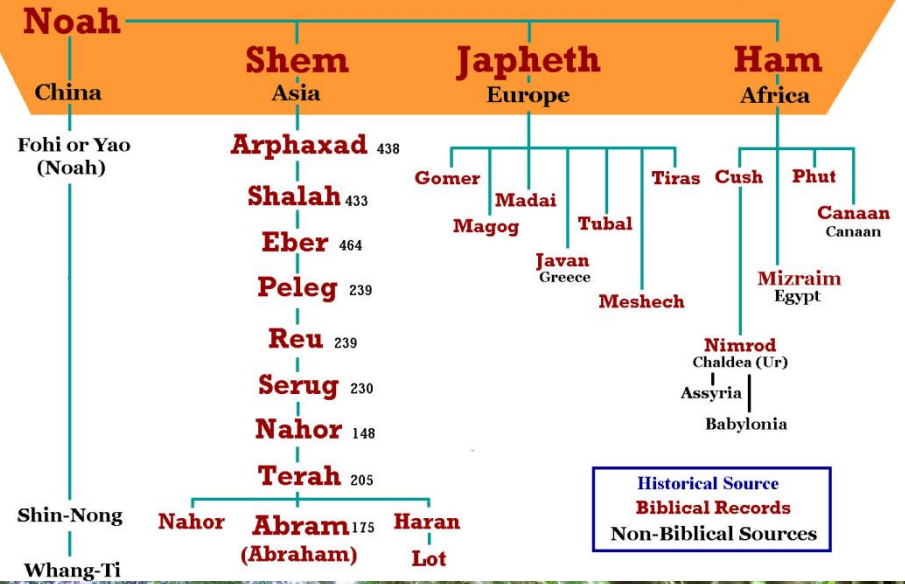 Noah
Shem Japheth Ham
China Asia Europe Africa
Fohi or Yao
(Noah)
Arphaxad 438
Shalah 433
Eber 464
Peleg 239
Reu 239
Serug 230
Nahor 148
Terah 205
Nahor Abram 175 Haran
(Abraham)
Lot
Shin-Nong
Whang-Ti
Gomer
Magog
Madai
Javan
Greece
Tubal
Meshech
Tiras
Cush
Phut
Canaan
Canaan
Mizraim
Egypt
Nimrod
Chaldea (Ur)
Assyria
Babylonia
Historical Source
Biblical Records
Non-Biblical Sources